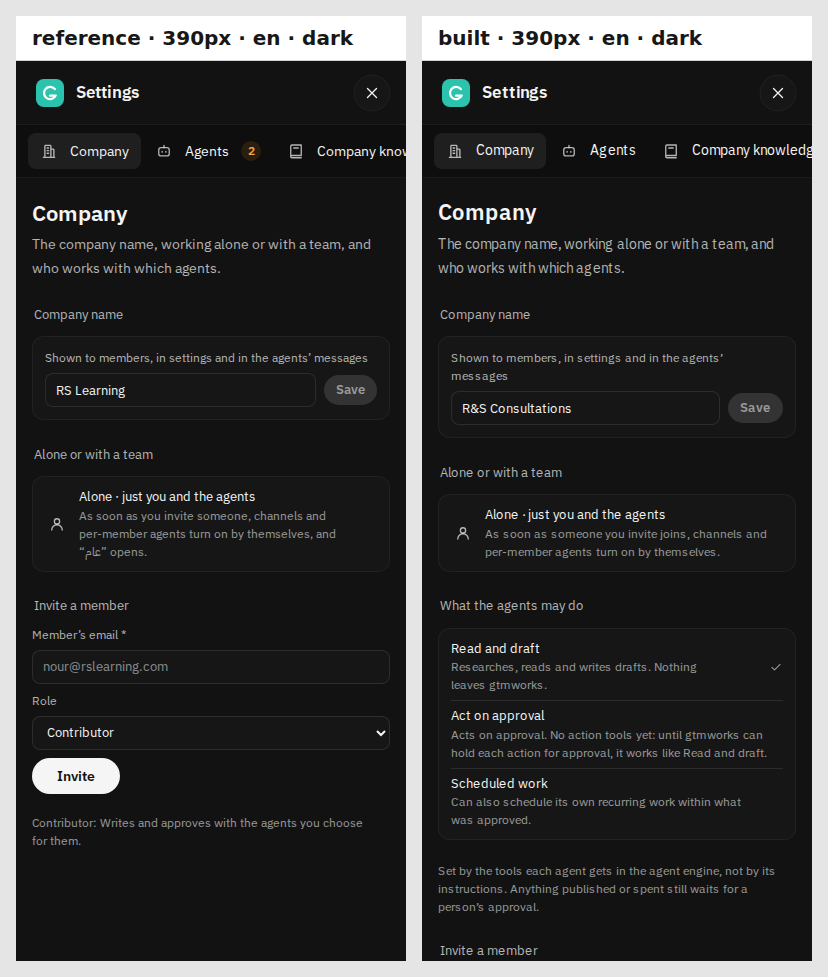 reference · 390px · en · dark
Settings
Company
Agents
2
Company know
Company
The company name, working alone or with a team, and
who works with which agents.
Company name
Shown to members, in settings and in the agents’ messages
RS Learning
Save
Alone or with a team
Alone · just you and the agents
As soon as you invite someone, channels and
per-member agents turn on by themselves, and
“عام” opens.
Invite a member
Member’s email *
nour@rslearning.com
Role
Contributor
Invite
Contributor: Writes and approves with the agents you choose
for them.
built · 390px · en · dark
Settings
Company
Agents
Company knowledg
Company
The company name, working alone or with a team, and
who works with which agents.
Company name
Shown to members, in settings and in the agents’
messages
R&S Consultations
Save
Alone or with a team
Alone · just you and the agents
As soon as someone you invite joins, channels and
per-member agents turn on by themselves.
What the agents may do
Read and draft
Researches, reads and writes drafts. Nothing
leaves gtmworks.
Act on approval
Acts on approval. No action tools yet: until gtmworks can
hold each action for approval, it works like Read and draft.
Scheduled work
Can also schedule its own recurring work within what
was approved.
Set by the tools each agent gets in the agent engine, not by its
instructions. Anything published or spent still waits for a
person’s approval.
Invite a member